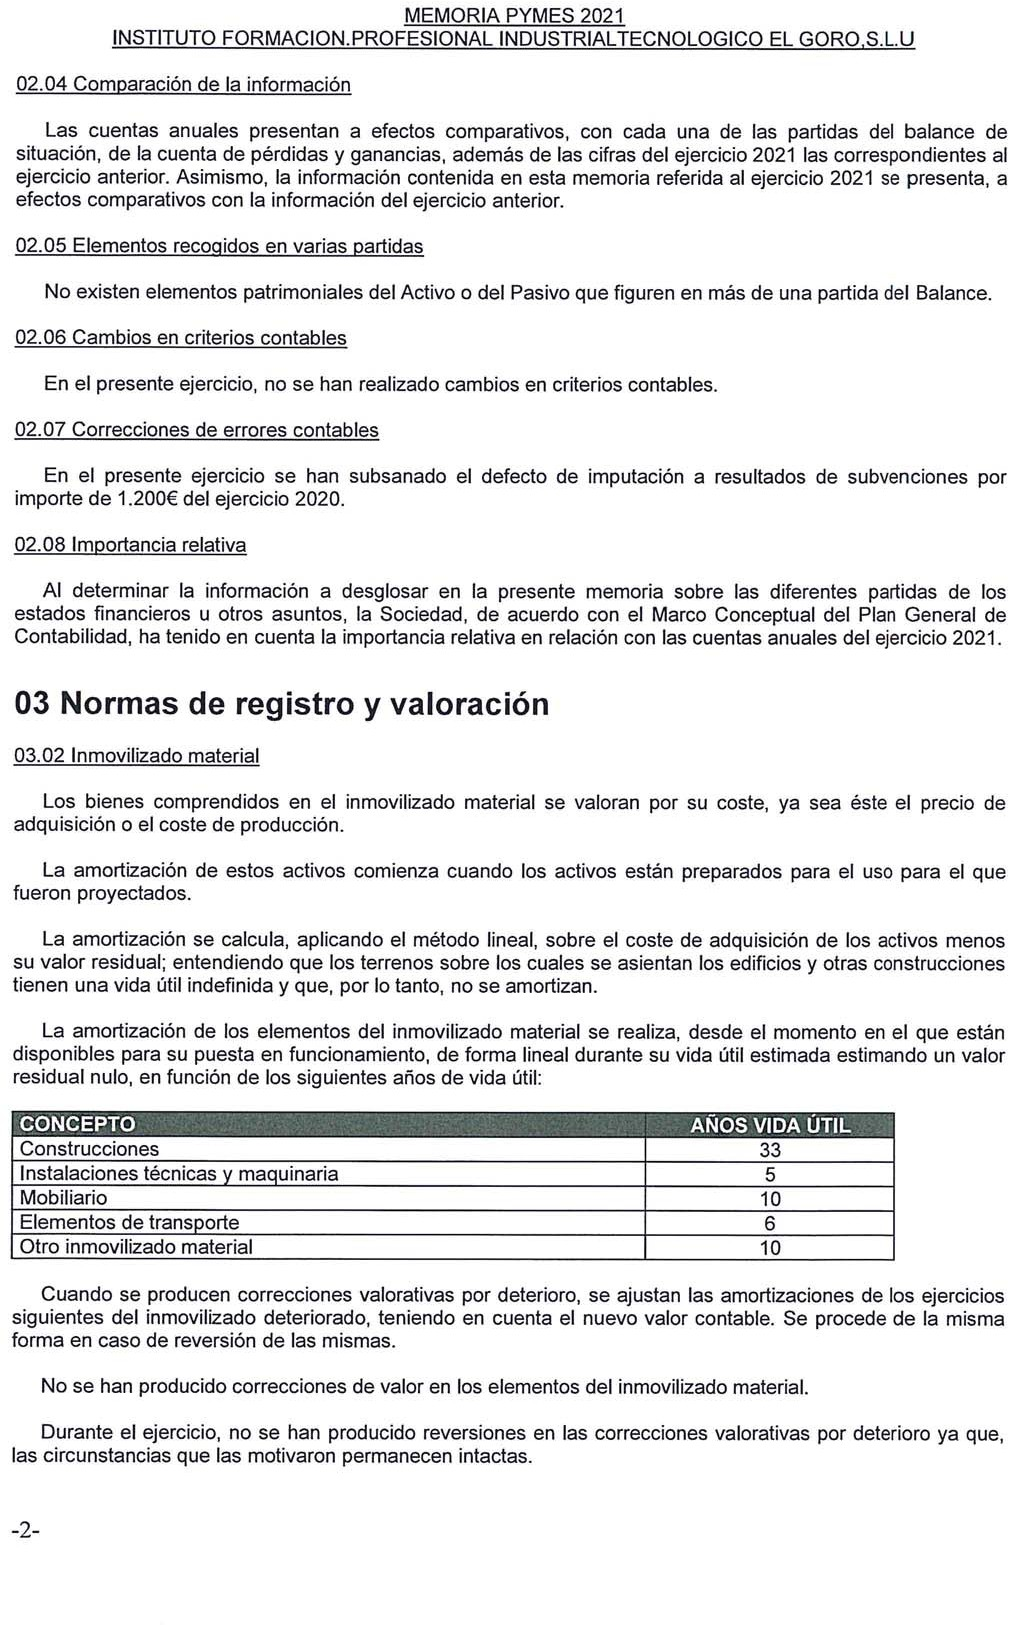 MEMORIA PYMES 2021
INSTITUTO FORMACION.PROFESIONAL INDUSTRIALTECNOLOGICO EL GORO,S.L.U
02.04 Comparación de la información
Las cuentas anuales presentan a efectos comparativos, con cada una de las partidas del balance de
situación, de la cuenta de pérdidas y ganancias, además de las cifras del ejercicio 2021 las correspondientes al
ejercicio anterior. Asimismo, la información contenida en esta memoria referida al ejercicio 2021 se presenta, a
efectos comparativos con la información del ejercicio anterior.
02.05 Elementos recogidos en varias partidas
No existen elementos patrimoniales del Activo o del Pasivo que figuren en más de una partida del Balance.
02.06 Cambios en criterios contables
En el presente ejercicio, no se han realizado cambios en criterios contables.
02.07 Correcciones de errores contables
En el presente ejercicio se han subsanado el defecto de imputación a resultados de subvenciones por
importe de 1.200€ del ejercicio 2020.
02.08 Importancia relativa
Al determinar la información a desglosar en la presente memoria sobre las diferentes partidas de los
estados financieros u otros asuntos, la Sociedad, de acuerdo con el Marco Conceptual del Plan General de
Contabilidad, ha tenido en cuenta la importancia relativa en relación con las cuentas anuales del ejercicio 2021.
03 Normas de registro y valoración
03.02 Inmovilizado material
Los bienes comprendidos en el inmovilizado material se valoran por su coste, ya sea éste el precio de
adquisición o el coste de producción.
La amortización de estos activos comienza cuando los activos están preparados para el uso para el que
fueron proyectados.
La amortización se calcula, aplicando el método lineal, sobre el coste de adquisición de los activos menos
su valor residual; entendiendo que los terrenos sobre los cuales se asientan los edificios y otras construcciones
tienen una vida útil indefinida y que, por lo tanto, no se amortizan.
La amortización de los elementos del inmovilizado material se realiza, desde el momento en el que están
disponibles para su puesta en funcionamiento, de forma lineal durante su vida útil estimada estimando un valor
residual nulo, en función de los siguientes años de vida útil:
CONCEPTO AÑOS VIDA ÚTIL
Construcciones 33
Instalaciones técnicas y maquinaria 5
Mobiliario 10
Elementos de transporte 6
Otro inmovilizado material 10
Cuando se producen correcciones valorativas por deterioro, se ajustan las amortizaciones de los ejercicios
siguientes del inmovilizado deteriorado, teniendo en cuenta el nuevo valor contable. Se procede de la misma
forma en caso de reversión de las mismas.
No se han producido correcciones de valor en los elementos del inmovilizado material.
Durante el ejercicio, no se han producido reversiones en las correcciones valorativas por deterioro ya que,
las circunstancias que las motivaron permanecen intactas.
-2-